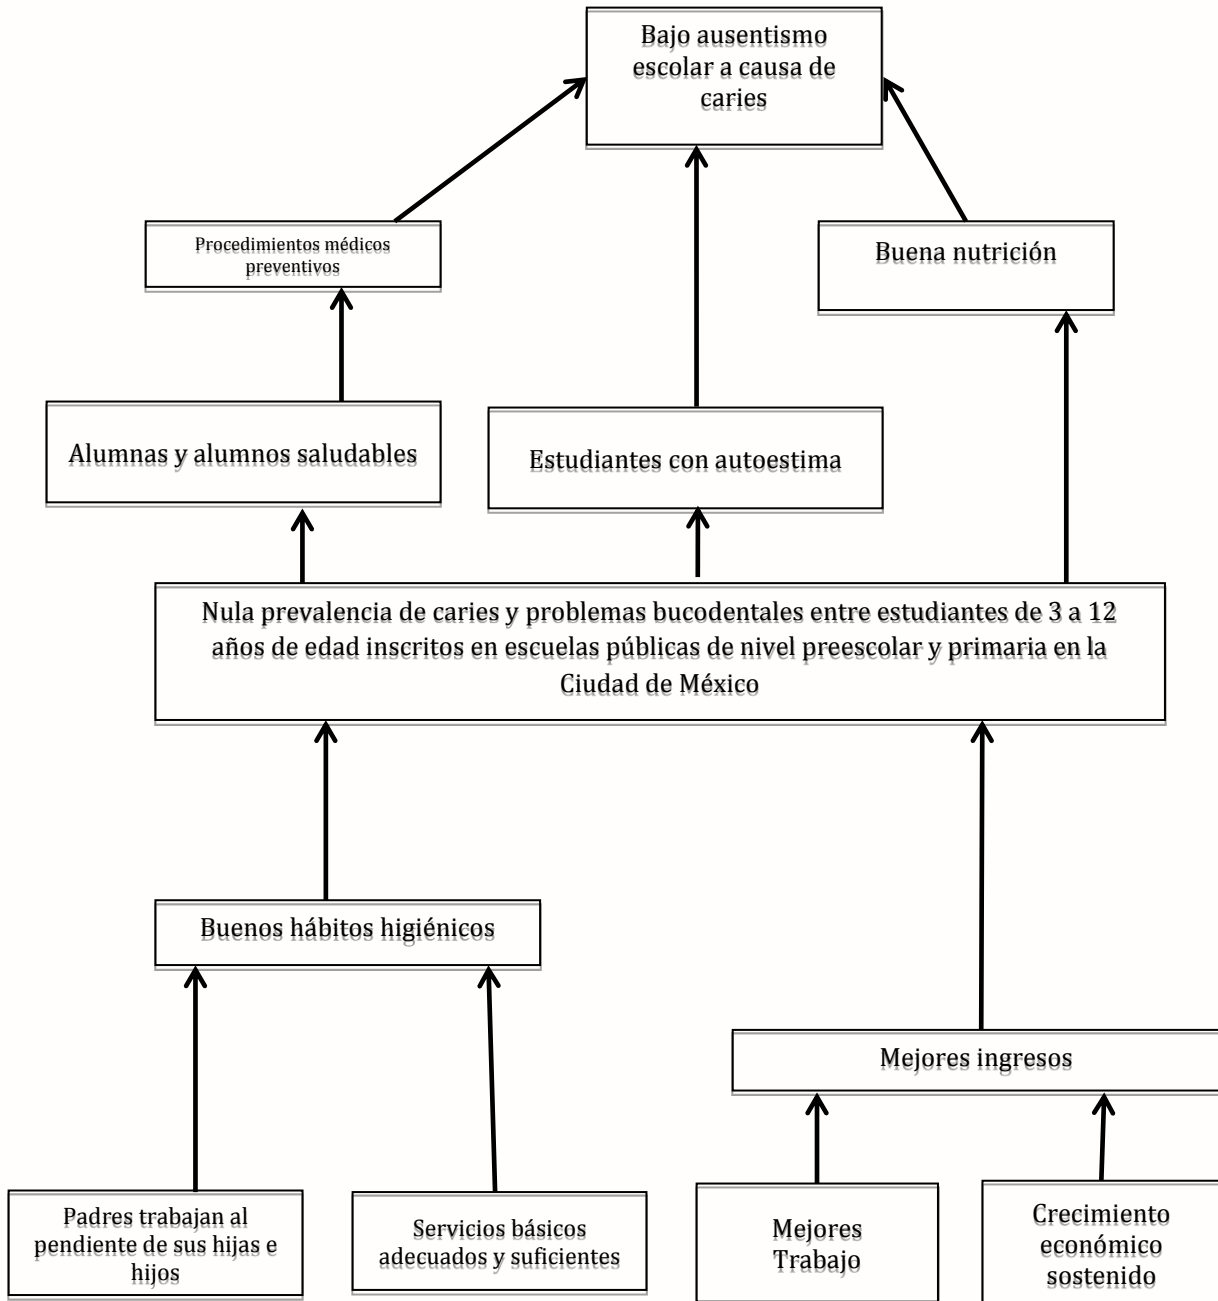 Bajo ausentismo
escolar a causa de
caries
Procedimientos médicos
preventivos
Buena nutrición
Alumnas y alumnos saludables
Estudiantes con autoestima
Nula prevalencia de caries y problemas bucodentales entre estudiantes de 3 a 12
años de edad inscritos en escuelas públicas de nivel preescolar y primaria en la
Ciudad de México
Buenos hábitos higiénicos
Mejores ingresos
Padres trabajan al
pendiente de sus hijas e
hijos
Servicios básicos
adecuados y suficientes
Mejores
Trabajo
Crecimiento
económico
sostenido